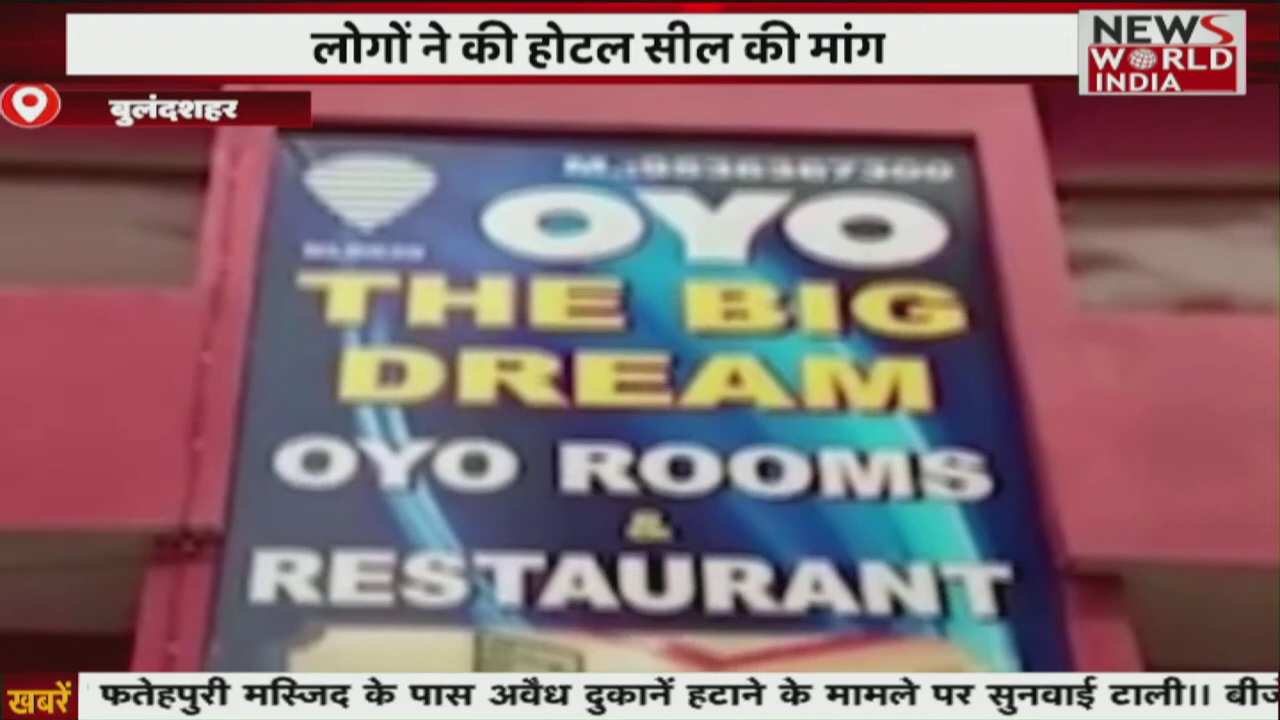 लोगों ने की होटल सील की मांग
NEWS
WORLD
INDIA
बुलंदशहर
OYO
THE BIG
DREAM
OYO ROOMS
&
RESTAURANT
खबरें
फतेहपुरी मस्जिद के पास अवैध दुकानें हटाने के मामले पर सुनवाई टाली।।